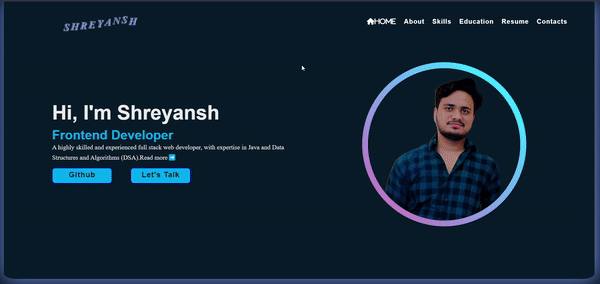 SHREYANSH
HOME About Skills Education Resume Contacts
Hi, I'm Shreyansh
Frontend Developer
A highly skilled and experienced full stack web developer, with expertise in Java and Data
Structures and Algorithms (DSA).Read more
Github Let's Talk